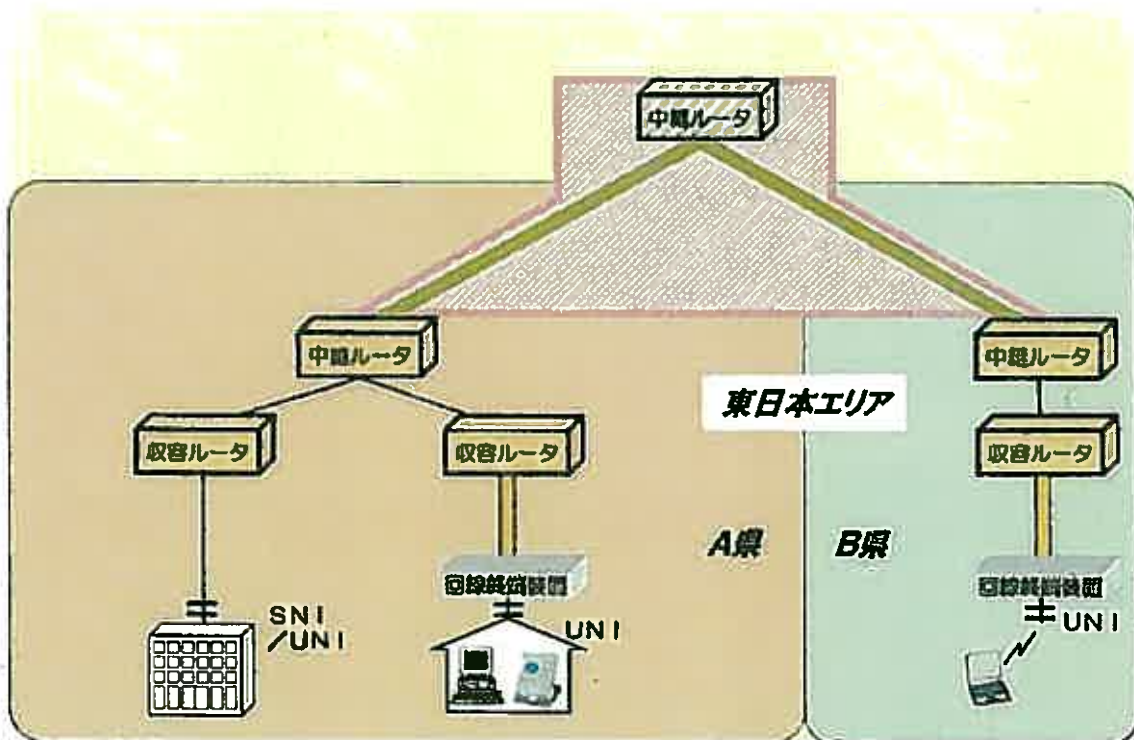 中継ルータ
中継ルータ
中継ルータ
東日本エリア
収容ルータ
収容ルータ
収容ルータ
A県
B県
回線終端装置
回線終端装置
SNI
/UNI
UNI
UNI